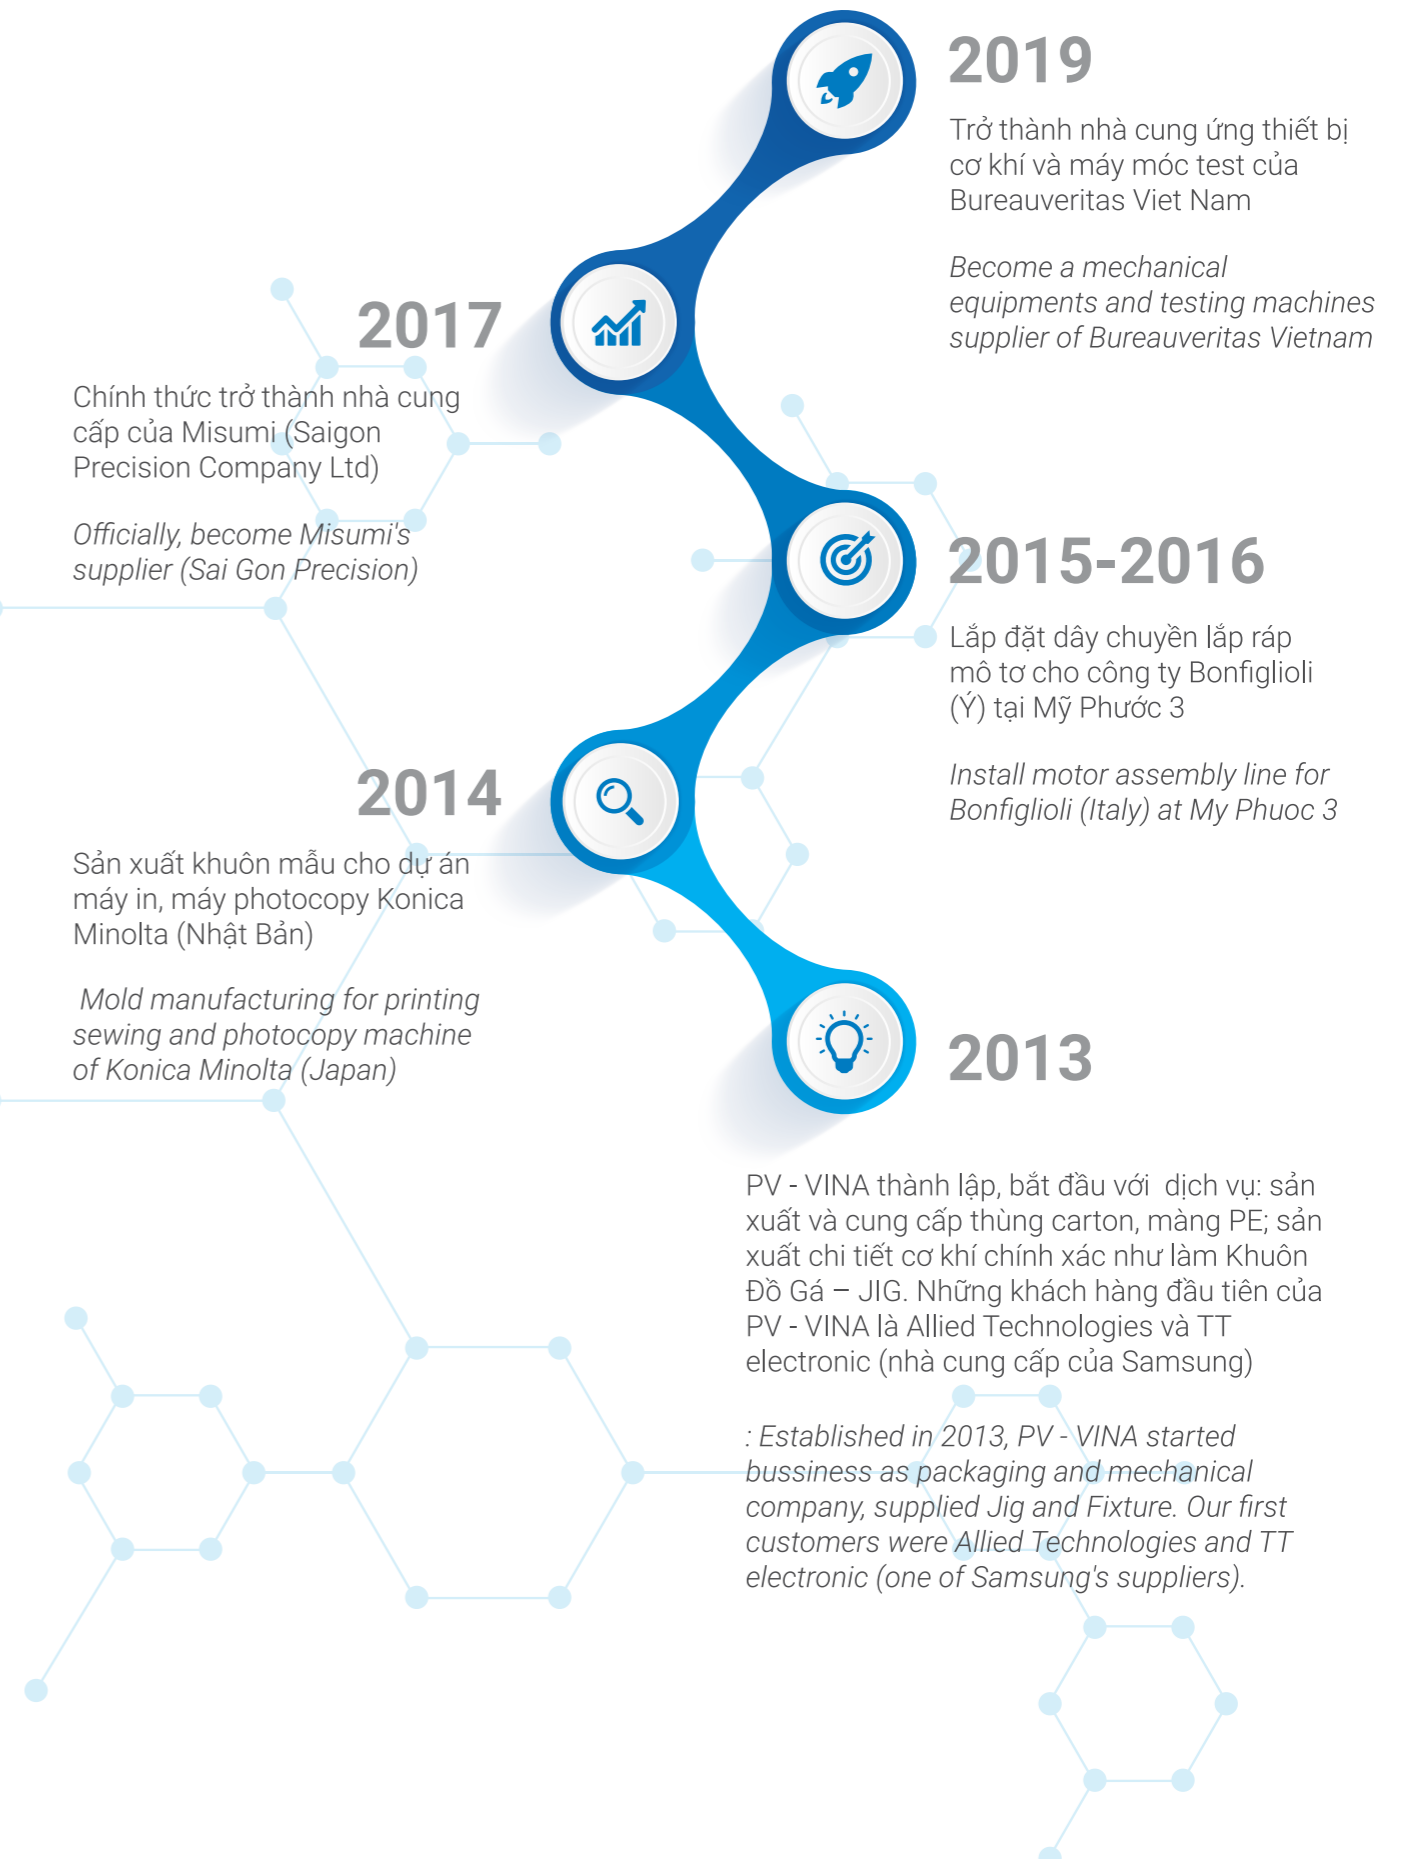 2019
Trở thành nhà cung ứng thiết bị
cơ khí và máy móc test của
Bureauveritas Viet Nam
Become a mechanical
equipments and testing machines
supplier of Bureauveritas Vietnam
2017
Chính thức trở thành nhà cung
cấp của Misumi (Saigon
Precision Company Ltd)
Officially, become Misumi's
supplier (Sai Gon Precision)
2015-2016
Lắp đặt dây chuyền lắp ráp
mô tơ cho công ty Bonfiglioli
(Ý) tại Mỹ Phước 3
Install motor assembly line for
Bonfiglioli (Italy) at My Phuoc 3
2014
Sản xuất khuôn mẫu cho dự án
máy in, máy photocopy Konica
Minolta (Nhật Bản)
Mold manufacturing for printing
sewing and photocopy machine
of Konica Minolta (Japan)
2013
PV - VINA thành lập, bắt đầu với dịch vụ: sản
xuất và cung cấp thùng carton, màng PE; sản
xuất chi tiết cơ khí chính xác như làm Khuôn
Đồ Gá – JIG. Những khách hàng đầu tiên của
PV - VINA là Allied Technologies và TT
electronic (nhà cung cấp của Samsung)
: Established in 2013, PV - VINA started
bussiness as packaging and mechanical
company, supplied Jig and Fixture. Our first
customers were Allied Technologies and TT
electronic (one of Samsung's suppliers).